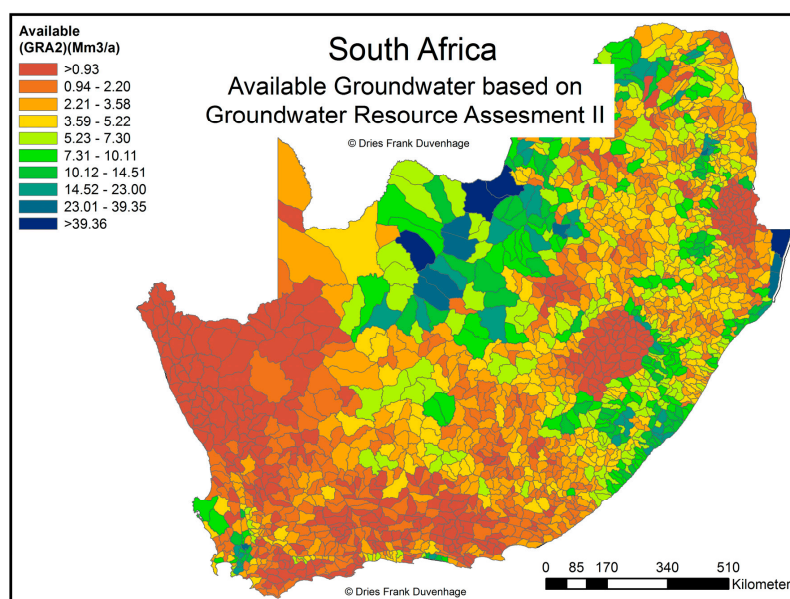 Available
(GRA2)(Mm3/a)
>0.93
0.94 - 2.20
2.21 - 3.58
3.59 - 5.22
5.23 - 7.30
7.31 - 10.11
10.12 - 14.51
14.52 - 23.00
23.01 - 39.35
>39.36
South Africa
Available Groundwater based on
Groundwater Resource Assesment II
© Dries Frank Duvenhage
0 85 170 340 510
Kilometer
© Dries Frank Duvenhage